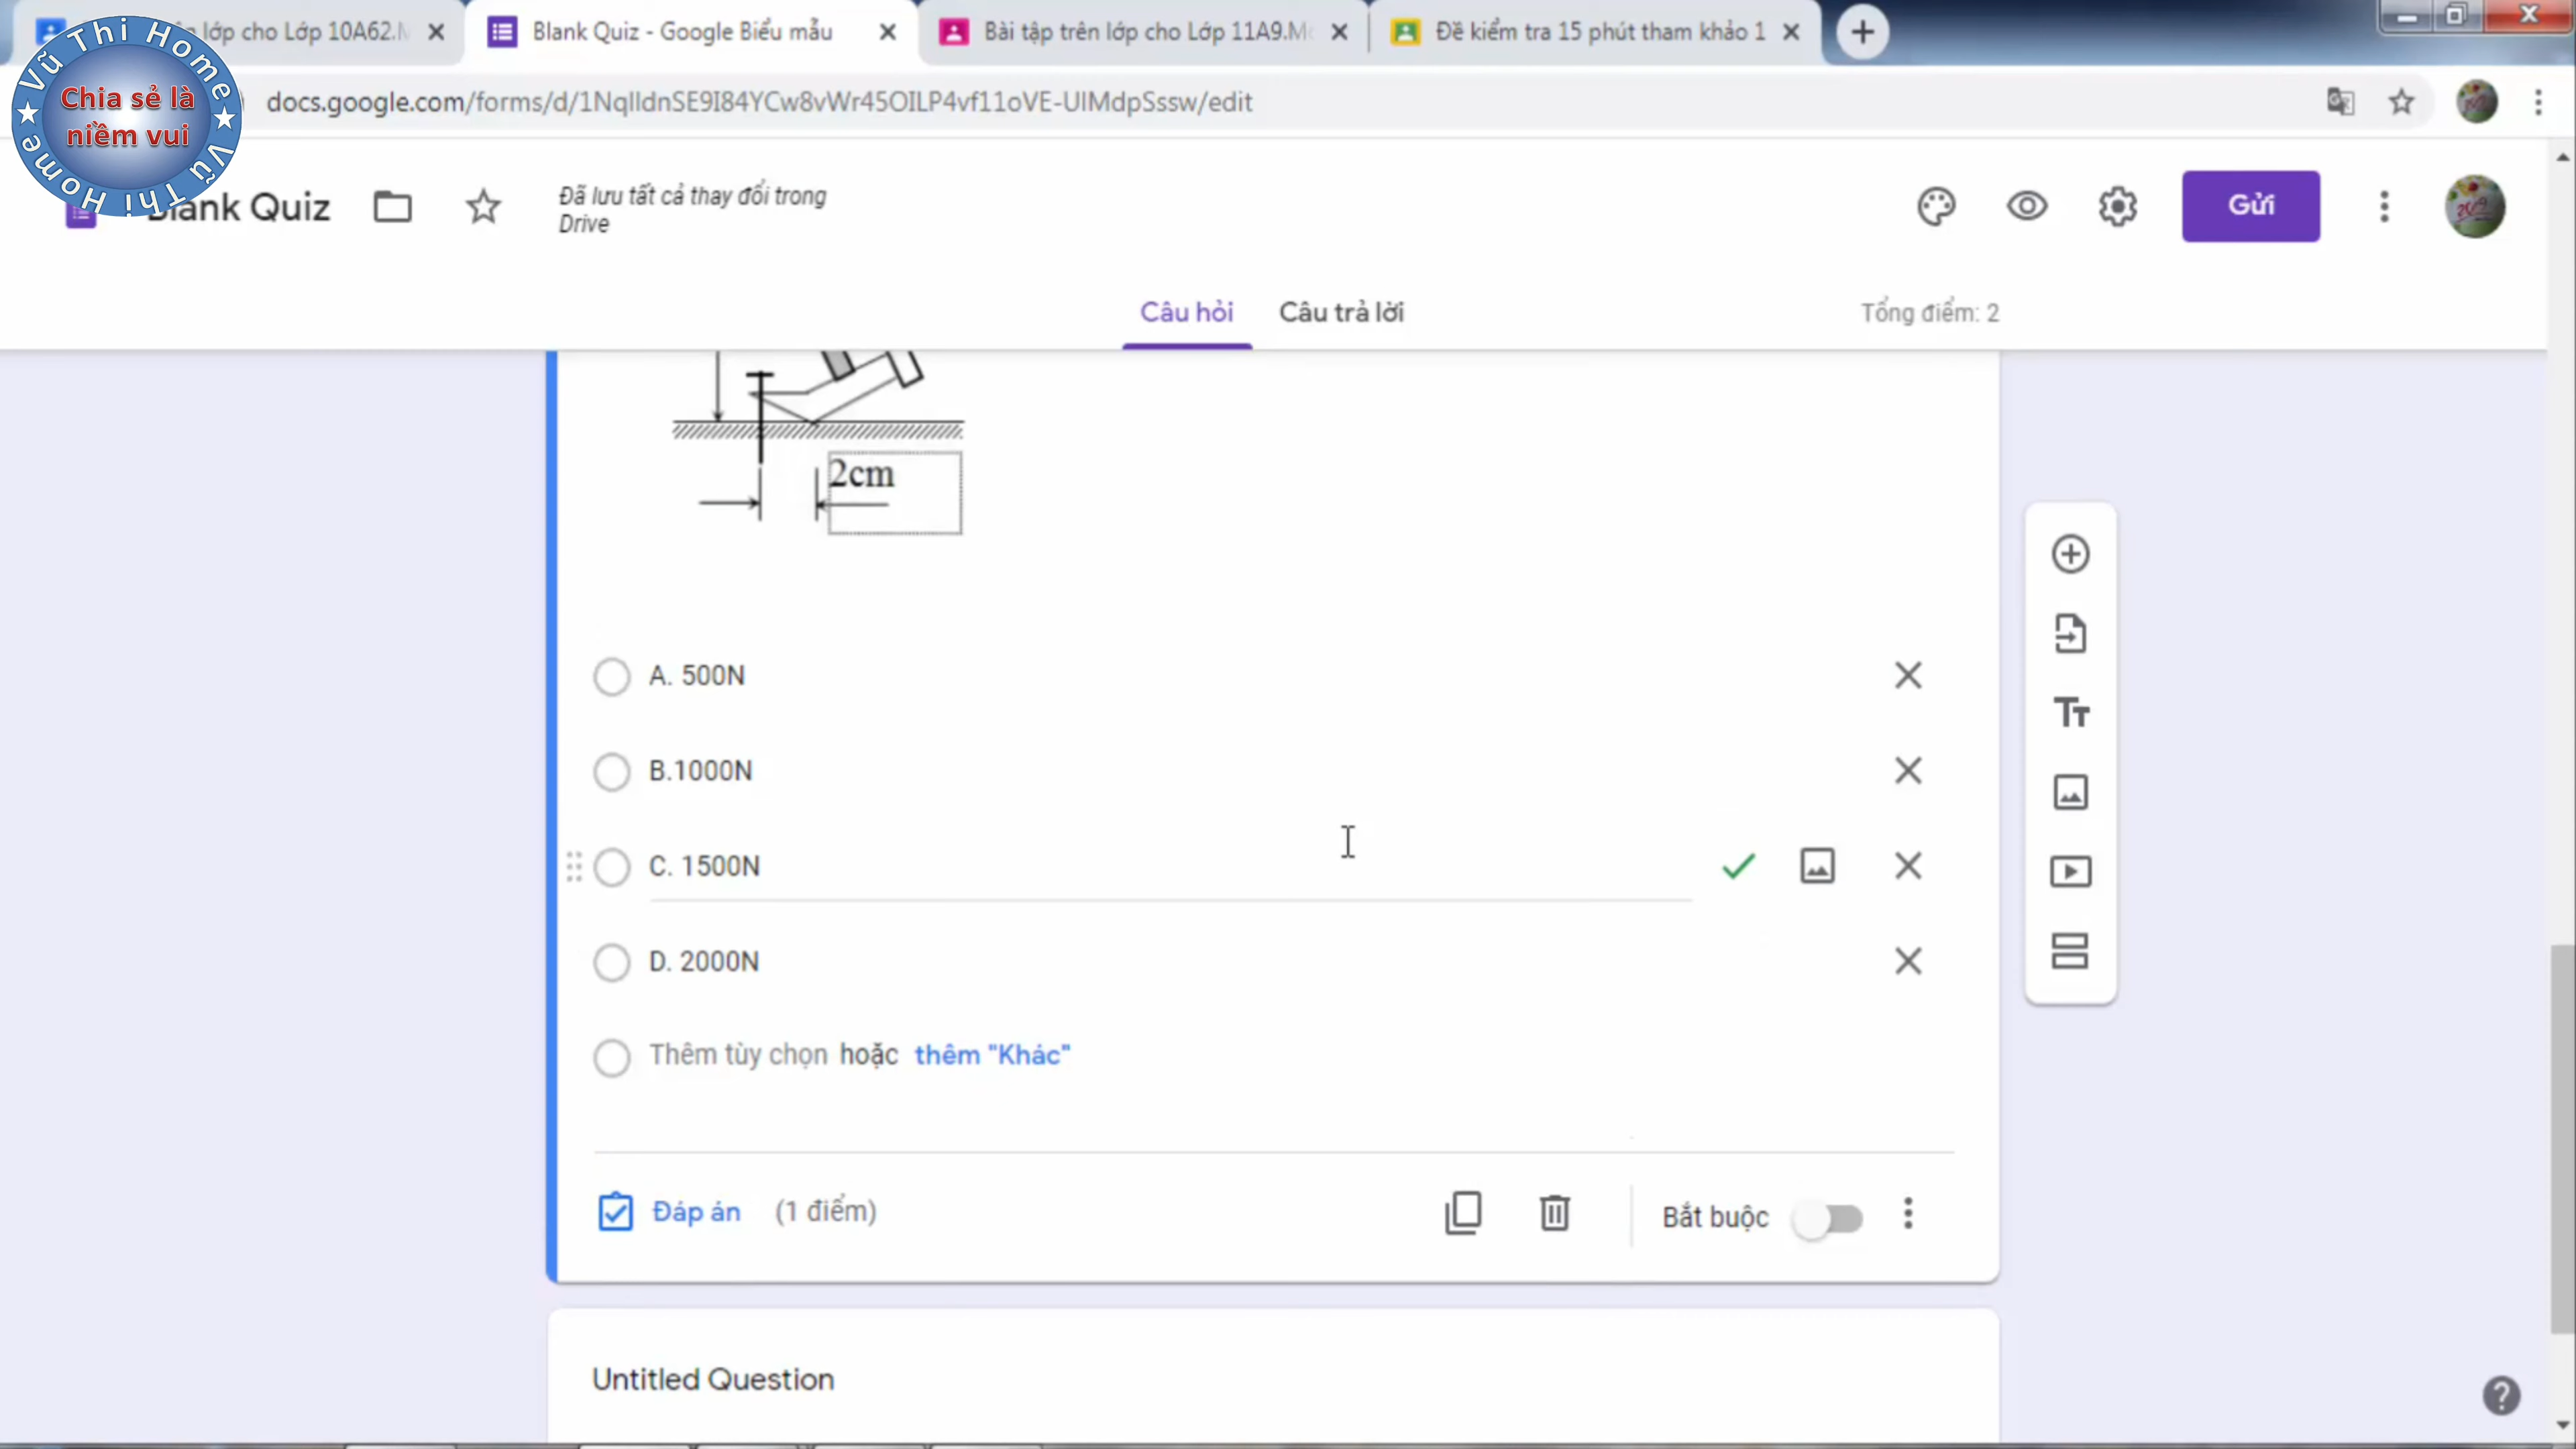 lớp cho Lớp 10A62.M
Blank Quiz - Google Biểu mẫu
Bài tập trên lớp cho Lớp 11A9.Mô
Đề kiểm tra 15 phút tham khảo 1
docs.google.com/forms/d/1NqIldnSE9I84YCw8vWr45OILP4vf11oVE-UlMdpSssw/edit
Vũ Thi Home
Chia sẻ là
niềm vui
Vũ Thi Home
Blank Quiz
Đã lưu tất cả thay đổi trong
Drive
Gửi
Câu hỏi
Câu trả lời
Tổng điểm: 2
2cm
A. 500N
B.1000N
C. 1500N
D. 2000N
Thêm tùy chọn hoặc thêm "Khác"
Đáp án (1 điểm)
Bắt buộc
Untitled Question